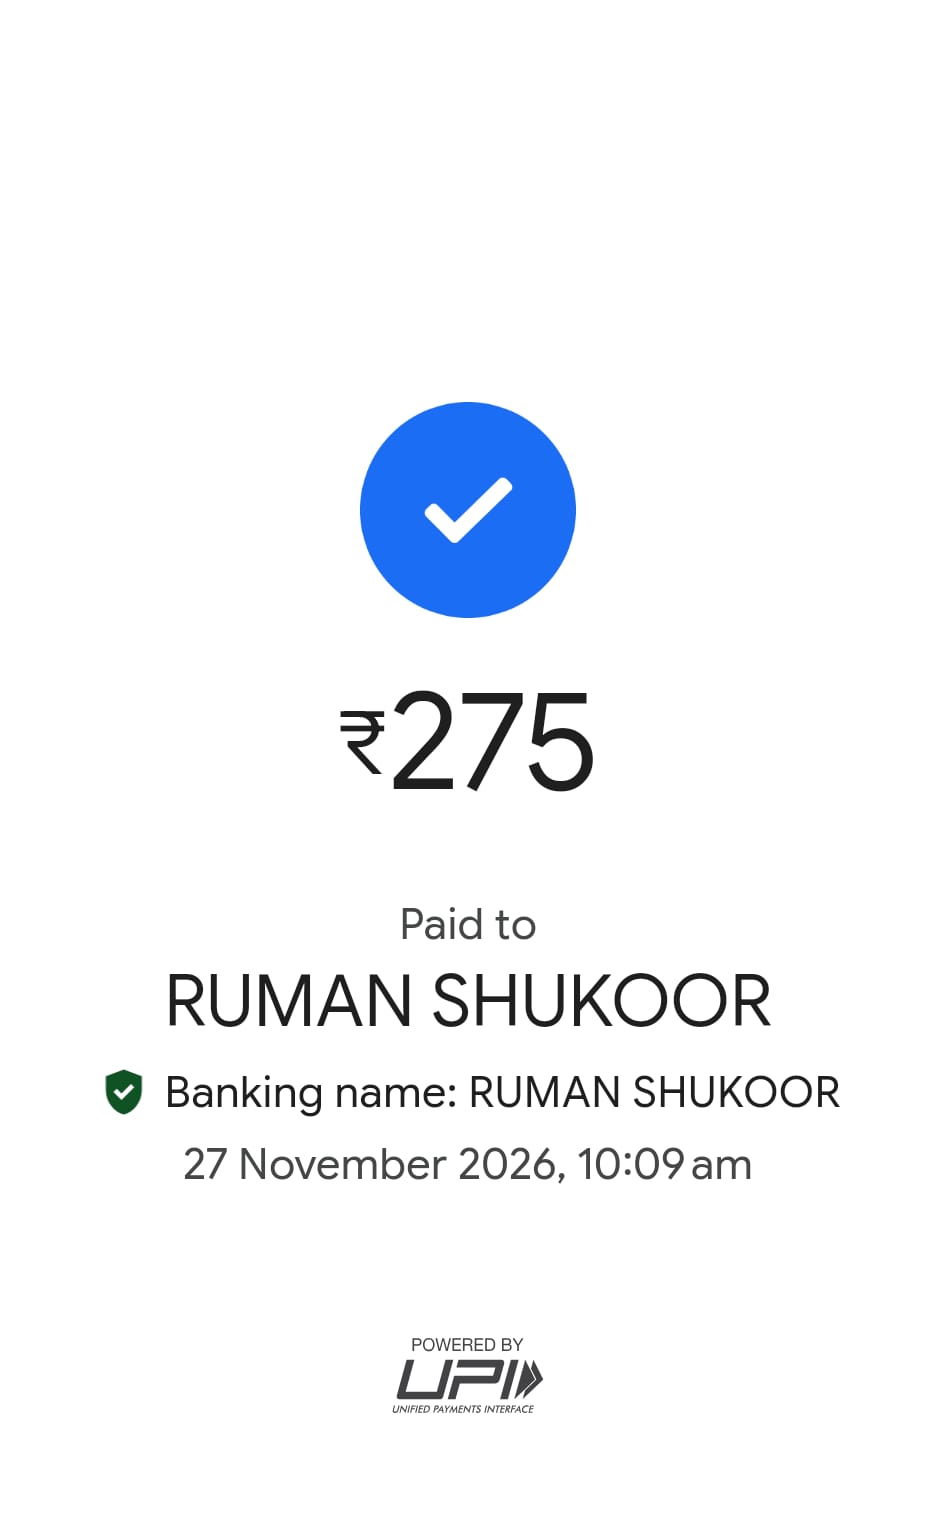 ₹275
Paid to
RUMAN SHUKOOR
Banking name: RUMAN SHUKOOR
27 November 2026, 10:09 am
POWERED BY
UPI
UNIFIED PAYMENTS INTERFACE